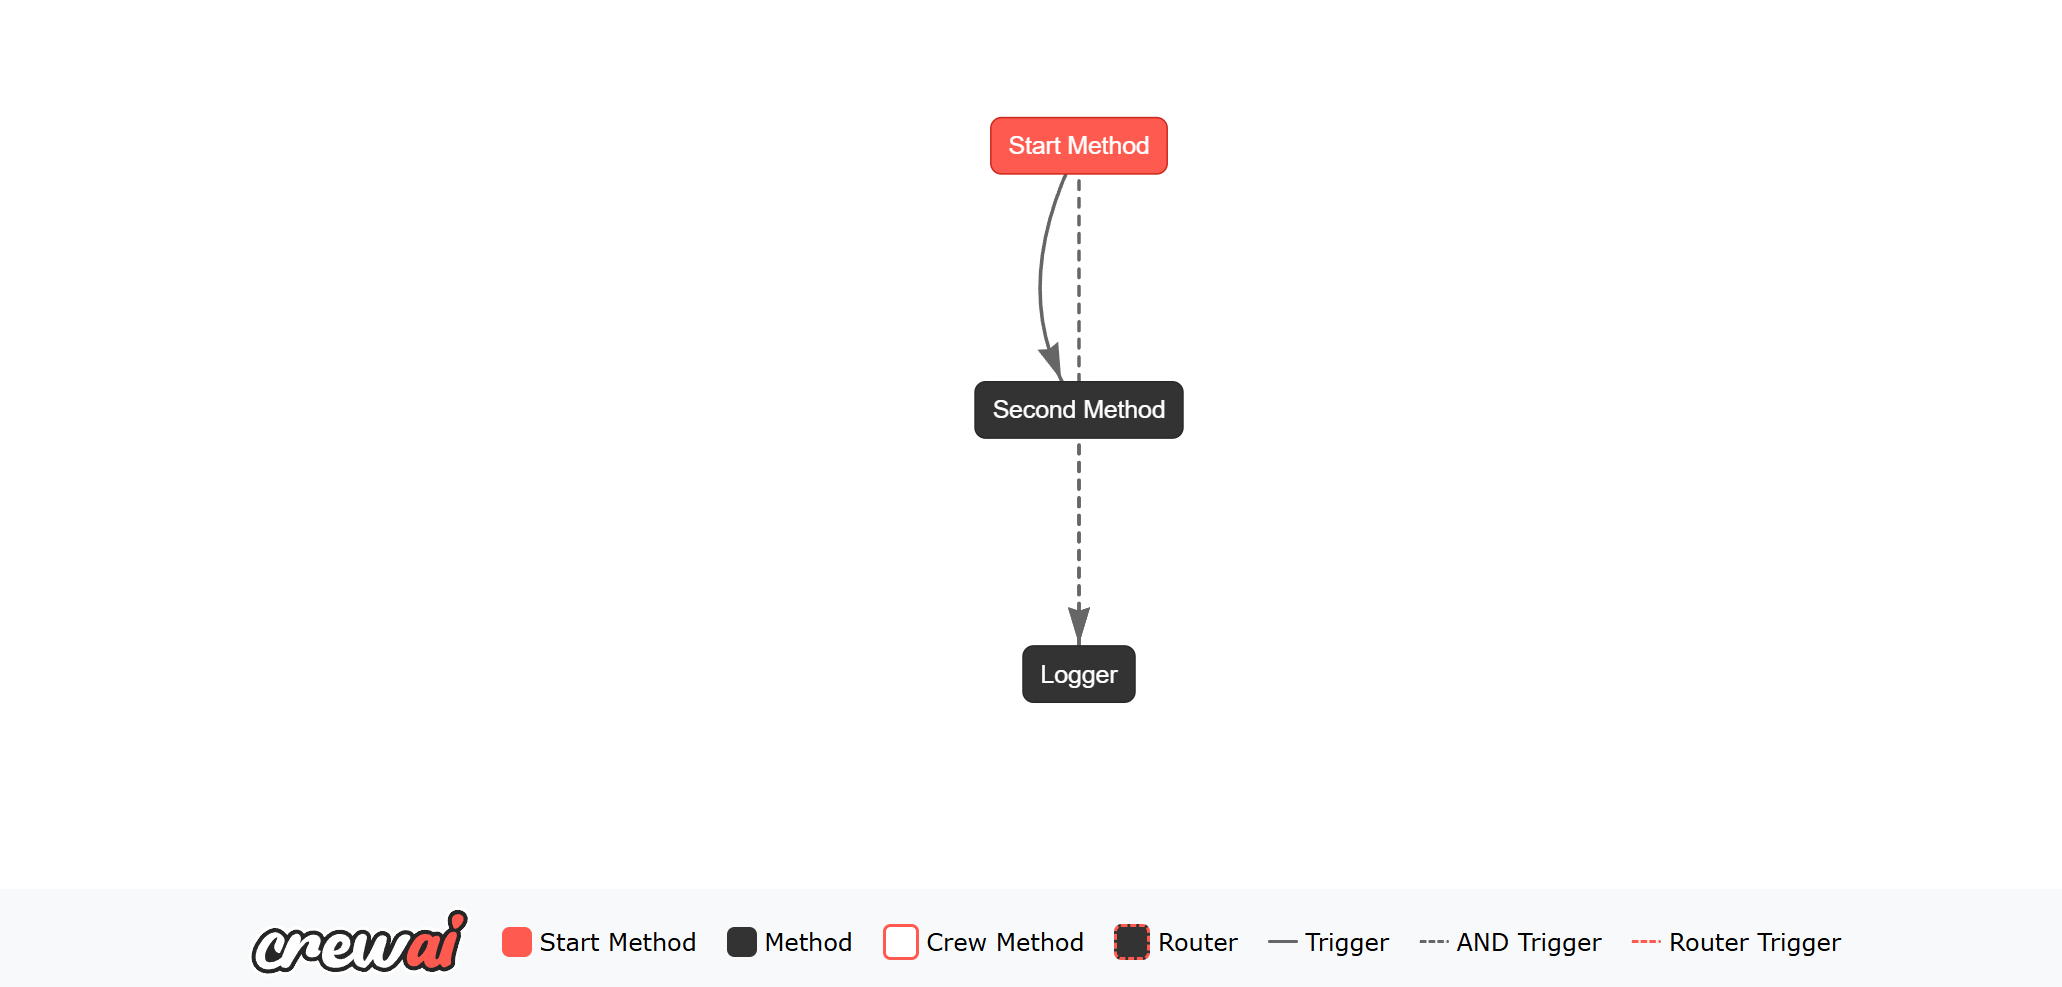 Start Method
Second Method
Logger
crewai
Start Method
Method
Crew Method
Router
Trigger
AND Trigger
Router Trigger